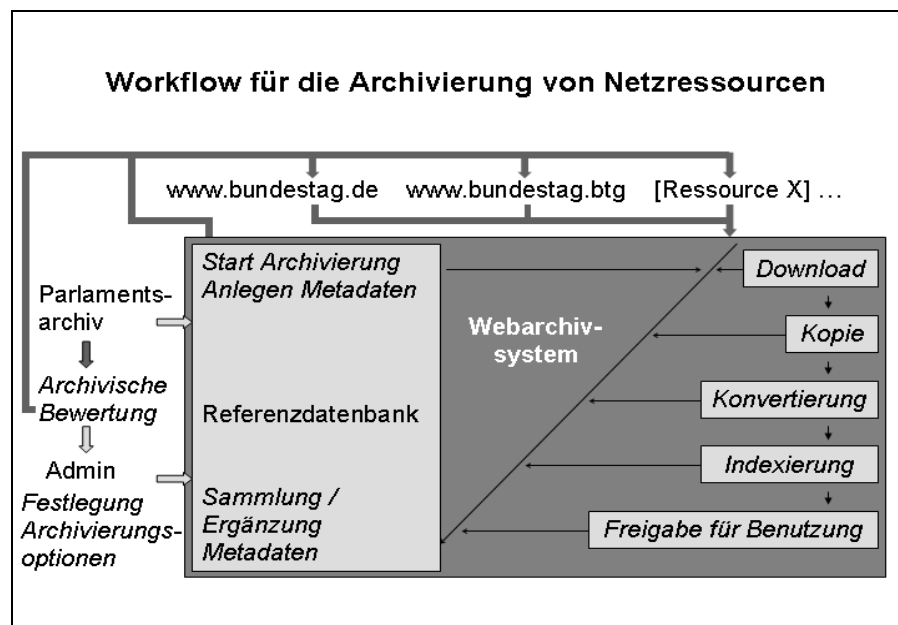 Workflow für die Archivierung von Netzressourcen
www.bundestag.de www.bundestag.btg [Ressource X] ...
Parlaments-
archiv
Archivische
Bewertung
Admin
Festlegung
Archivierungs-
optionen
Start Archivierung
Anlegen Metadaten
Referenzdatenbank
Sammlung /
Ergänzung
Metadaten
Webarchiv-
system
Download
Kopie
Konvertierung
Indexierung
Freigabe für Benutzung